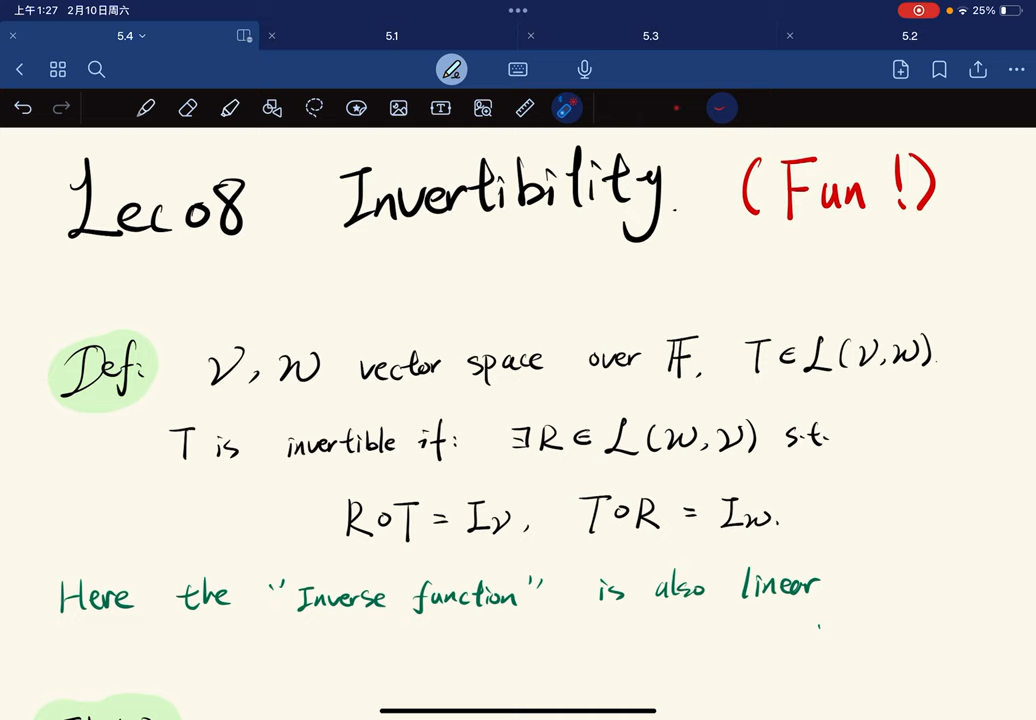 上午1:27 2月10日周六
25%
5.4
5.1
5.3
5.2
Lec 08 Invertibility. (Fun!)
Def: V, W vector space over 𝔽, T ∈ L(V,W).
T is invertible if: ∃R ∈ L(W,V) s.t.
R∘T = I_V, T∘R = I_W.
Here the "Inverse function" is also linear